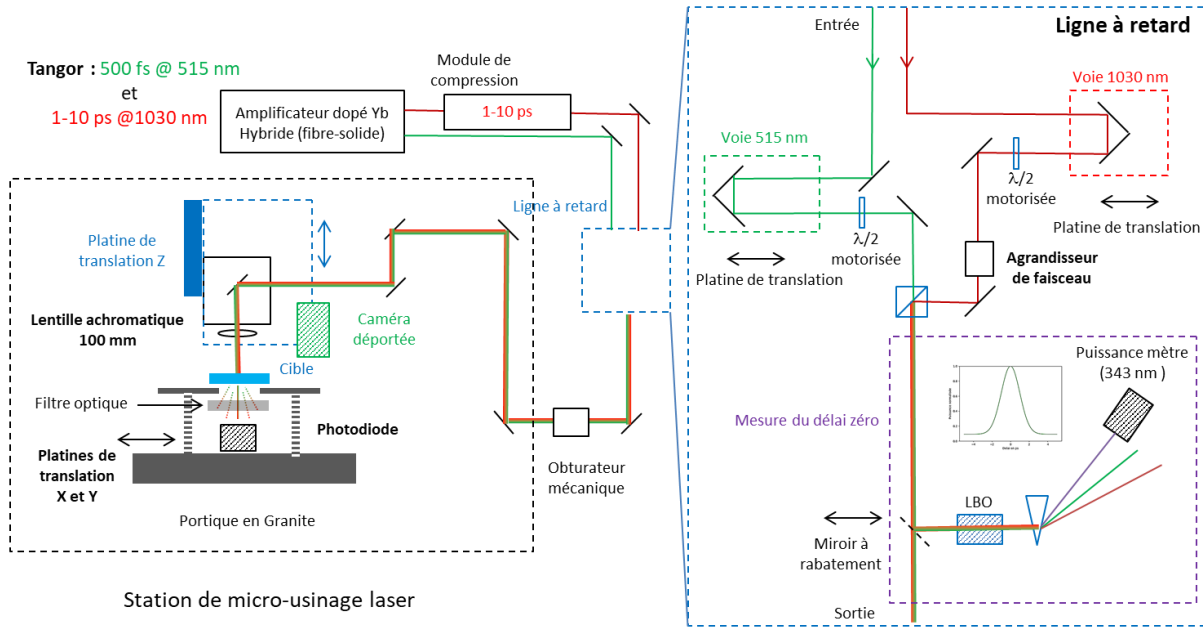 Tangor : 500 fs @ 515 nm
et
1-10 ps @1030 nm
Module de
compression
Amplificateur dopé Yb
Hybride (fibre-solide)
1-10 ps
Ligne à retard
Platine de
translation Z
Lentille achromatique
100 mm
Caméra
déportée
Cible
Filtre optique
Photodiode
Platines de
translation
X et Y
Obturateur
mécanique
Portique en Granite
Station de micro-usinage laser
Entrée
Ligne à retard
Voie 1030 nm
Voie 515 nm
λ/2
motorisée
Platine de translation
λ/2
motorisée
Platine de translation
Agrandisseur
de faisceau
Puissance mètre
(343 nm )
Mesure du délai zéro
LBO
Miroir à
rabatement
Sortie